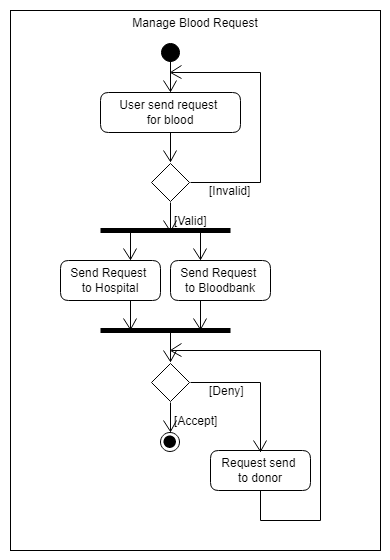 Manage Blood Request
User send request
for blood
[Invalid]
[Valid]
Send Request
to Hospital
Send Request
to Bloodbank
[Deny]
[Accept]
Request send
to donor